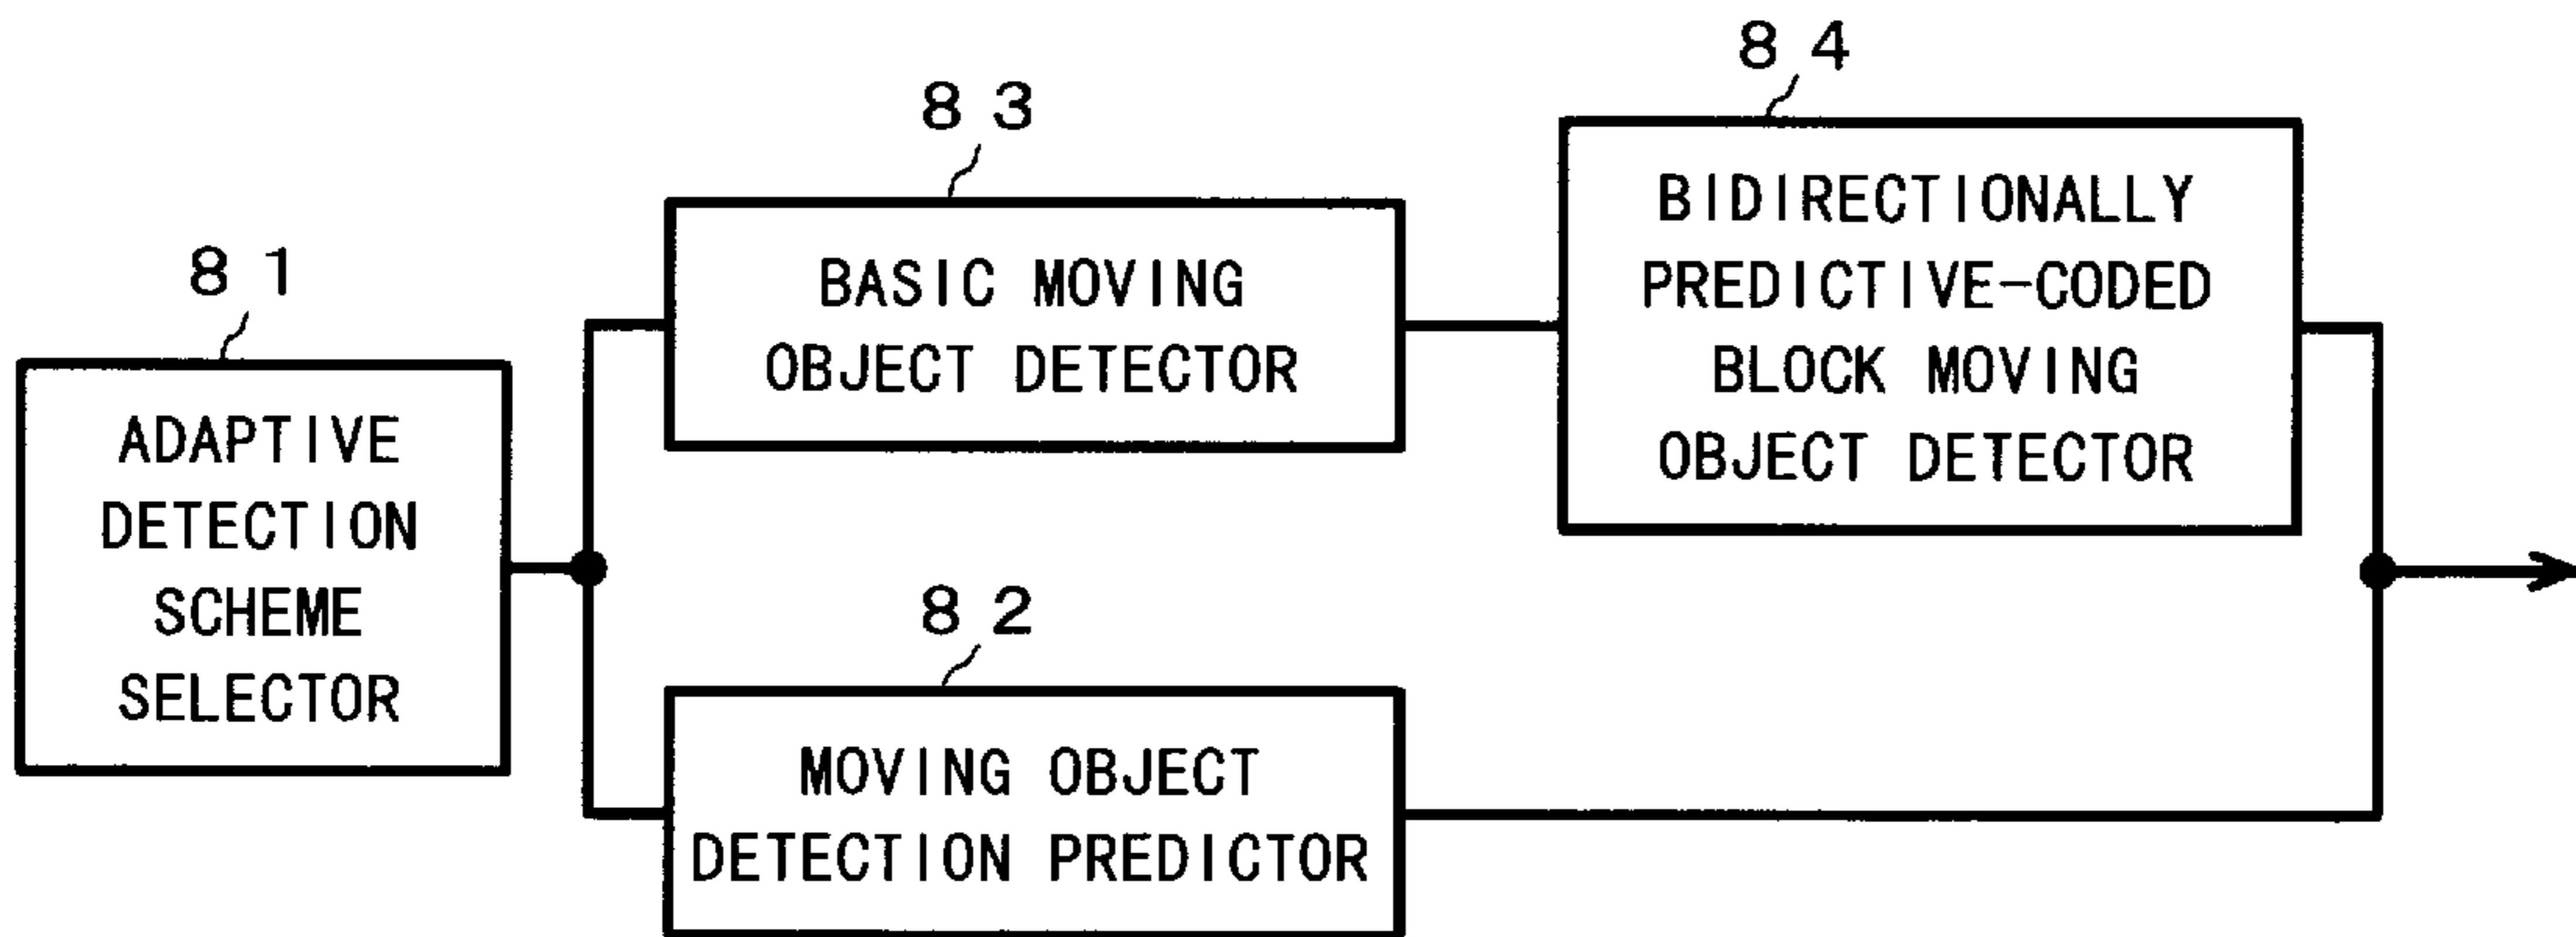 84
83
BIDIRECTIONALLY
PREDICTIVE-CODED
BLOCK MOVING
OBJECT DETECTOR
BASIC MOVING
OBJECT DETECTOR
81
ADAPTIVE
DETECTION
SCHEME
SELECTOR
82
MOVING OBJECT
DETECTION PREDICTOR